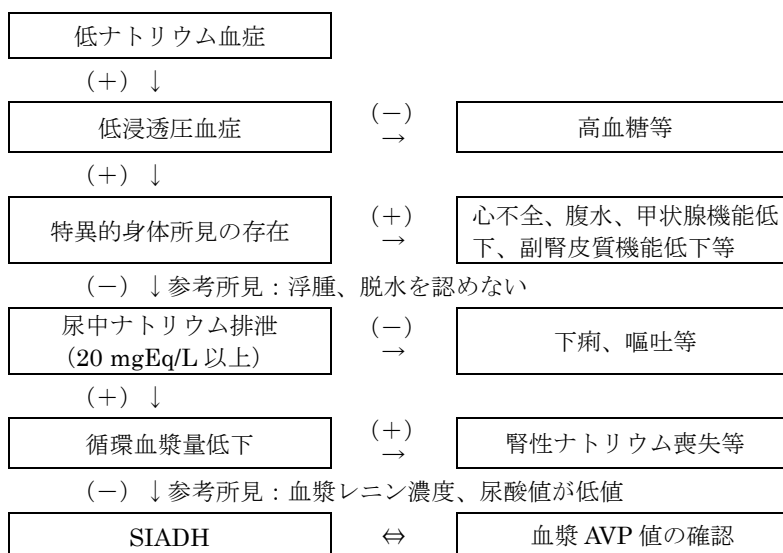 低ナトリウム血症
（＋）↓
低浸透圧血症
（－）
→
高血糖等
（＋）↓
特異的身体所見の存在
（＋）
→
心不全、腹水、甲状腺機能低
下、副腎皮質機能低下等
（－）↓参考所見：浮腫、脱水を認めない
尿中ナトリウム排泄
（20 mgEq/L 以上）
（－）
→
下痢、嘔吐等
（＋）↓
循環血漿量低下
（＋）
→
腎性ナトリウム喪失等
（－）↓参考所見：血漿レニン濃度、尿酸値が低値
SIADH
⇔
血漿 AVP 値の確認